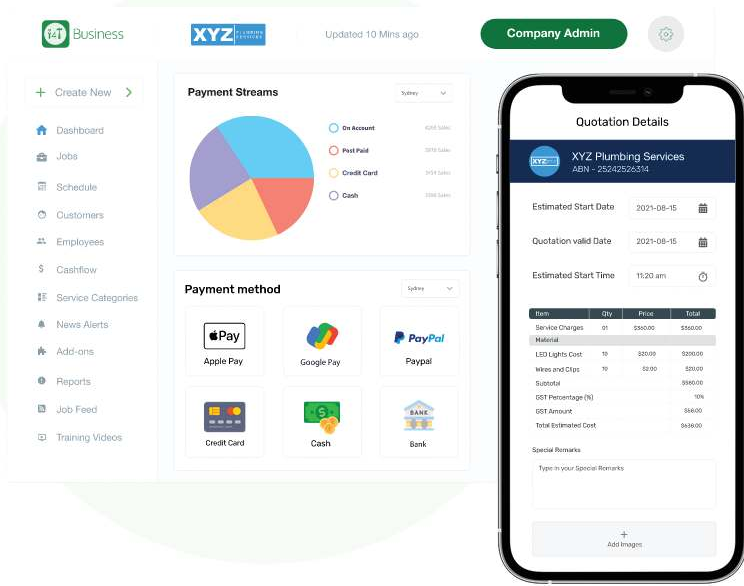 i4T Business
XYZ PLUMBING SERVICES
Updated 10 Mins ago
Company Admin
+ Create New
Dashboard
Jobs
Schedule
Customers
Employees
Cashflow
Service Categories
News Alerts
Add-ons
Reports
Job Feed
Training Videos
Payment Streams
Sydney
On Account
Post Paid
Credit Card
Cash
Payment method
Sydney
Pay
PayPal
Apple Pay
Google Pay
Paypal
BANK
Credit Card
Cash
Bank
Quotation Details
XYZ
XYZ Plumbing Services
ABN - 25242526314
Estimated Start Date 2021-08-15
Quotation valid Date 2021-08-15
Estimated Start Time 11:20 am
Item Qty Price Total
Service Charges 01 $360.00 $360.00
Material
LED Lights Cost 10 $20.00 $200.00
Wires and Clips 10 $2.00 $20.00
Subtotal $580.00
GST Percentage (%) 10%
GST Amount $58.00
Total Estimated Cost $638.00
Special Remarks
Type in your Special Remarks
+
Add Images